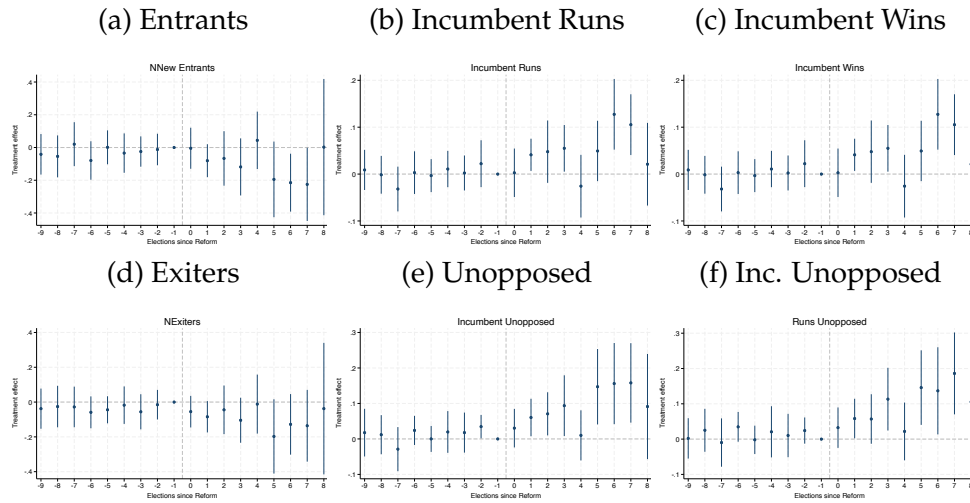 (a) Entrants (b) Incumbent Runs (c) Incumbent Wins
NNew Entrants
Treatment effect
.4
.2
0
-.2
-.4
-9 -8 -7 -6 -5 -4 -3 -2 -1 0 1 2 3 4 5 6 7 8
Elections since Reform
Incumbent Runs
Treatment effect
.2
.1
0
-.1
-9 -8 -7 -6 -5 -4 -3 -2 -1 0 1 2 3 4 5 6 7 8
Elections since Reform
Incumbent Wins
Treatment effect
.2
.1
0
-.1
-9 -8 -7 -6 -5 -4 -3 -2 -1 0 1 2 3 4 5 6 7 8
Elections since Reform
(d) Exiters (e) Unopposed (f) Inc. Unopposed
NExiters
Treatment effect
.4
.2
0
-.2
-.4
-9 -8 -7 -6 -5 -4 -3 -2 -1 0 1 2 3 4 5 6 7 8
Elections since Reform
Incumbent Unopposed
Treatment effect
.3
.2
.1
0
-.1
-9 -8 -7 -6 -5 -4 -3 -2 -1 0 1 2 3 4 5 6 7 8
Elections since Reform
Runs Unopposed
Treatment effect
.3
.2
.1
0
-.1
-9 -8 -7 -6 -5 -4 -3 -2 -1 0 1 2 3 4 5 6 7 8
Elections since Reform